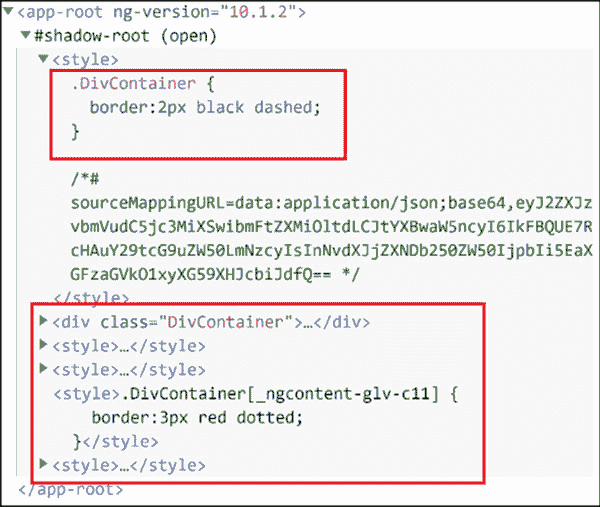 ▼<app-root ng-version="10.1.2">
▼#shadow-root (open)
▼<style>
.DivContainer {
border:2px black dashed;
}
/*#
sourceMappingURL=data:application/json;base64,eyJ2ZXJz
vbmVudC5jc3MiXSwibmFtZXMiOltdLCJtYXBwaW5ncyI6IkFBQUE7R
cHAuY29tcG9uZW50LmNzcyIsInNvdXJjZXNDb250ZW50IjpbIi5EaX
GFzaGVkO1xyXG59XHJcbiJdfQ== */
</style>
▶<div class="DivContainer">…</div>
▶<style>…</style>
▶<style>…</style>
<style>.DivContainer[_ngcontent-glv-c11] {
border:3px red dotted;
}</style>
▶<style>…</style>
</app-root>